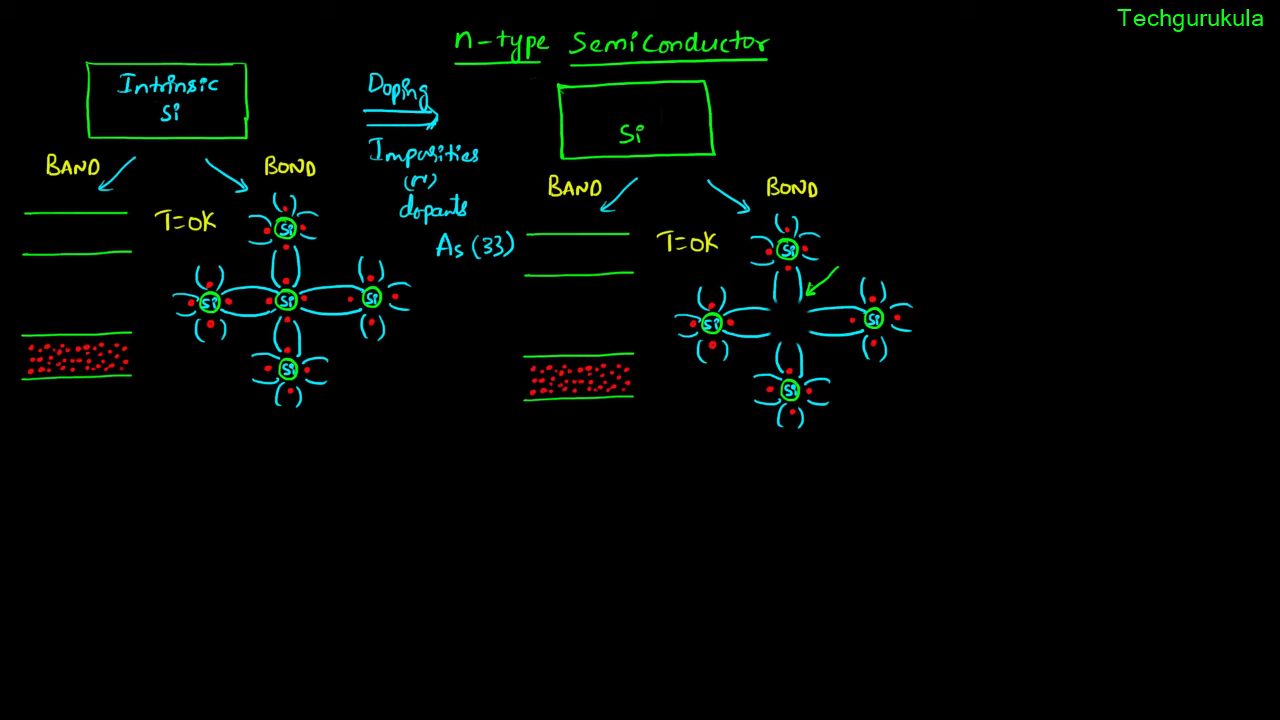 Techgurukula
n-type Semiconductor
Intrinsic
Si
Doping
Impurities
(or)
dopants
As (33)
Si
BAND
BOND
T=0K
Si
Si
Si
Si
Si
BAND
BOND
T=0K
Si
Si
Si
Si